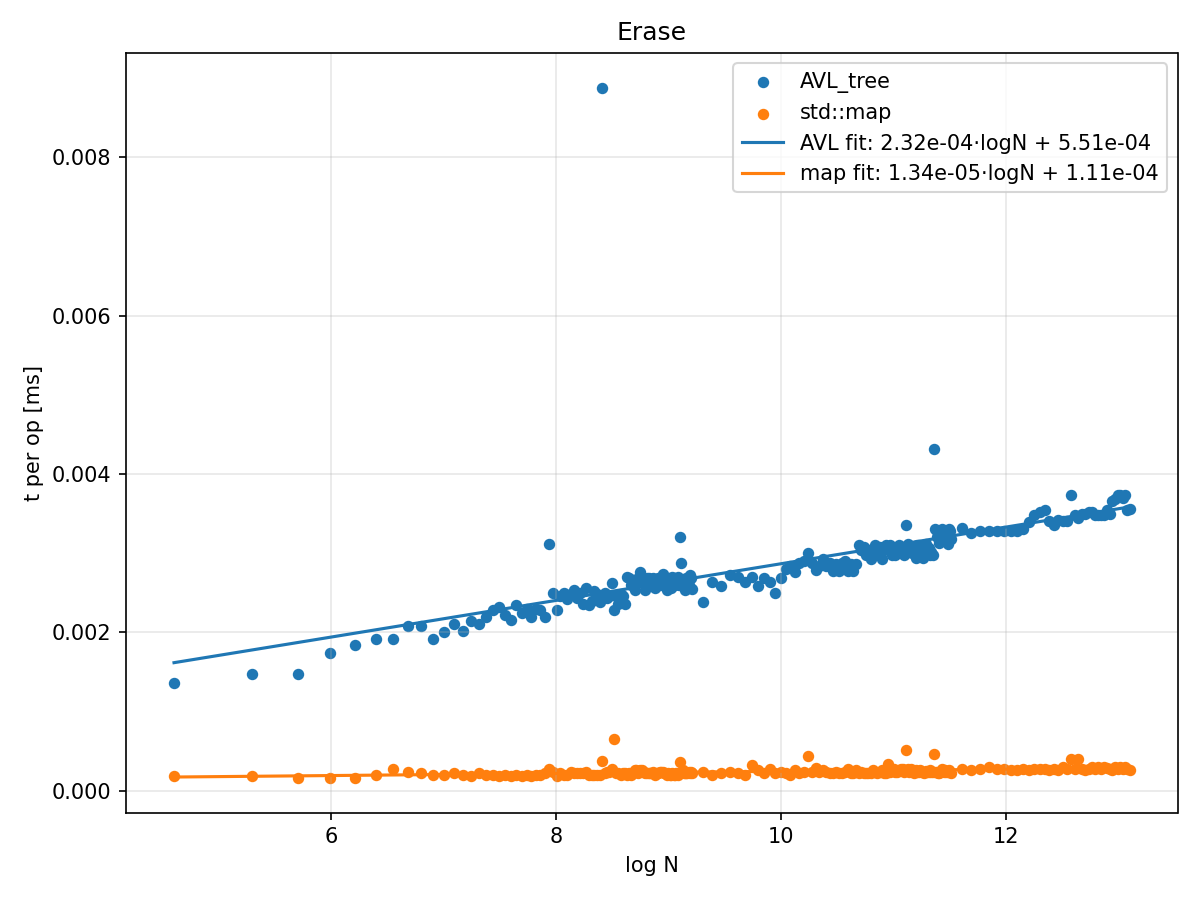 Erase
AVL_tree
std::map
AVL fit: 2.32e-04·logN + 5.51e-04
map fit: 1.34e-05·logN + 1.11e-04
t per op [ms]
0.008
0.006
0.004
0.002
0.000
6 8 10 12
log N